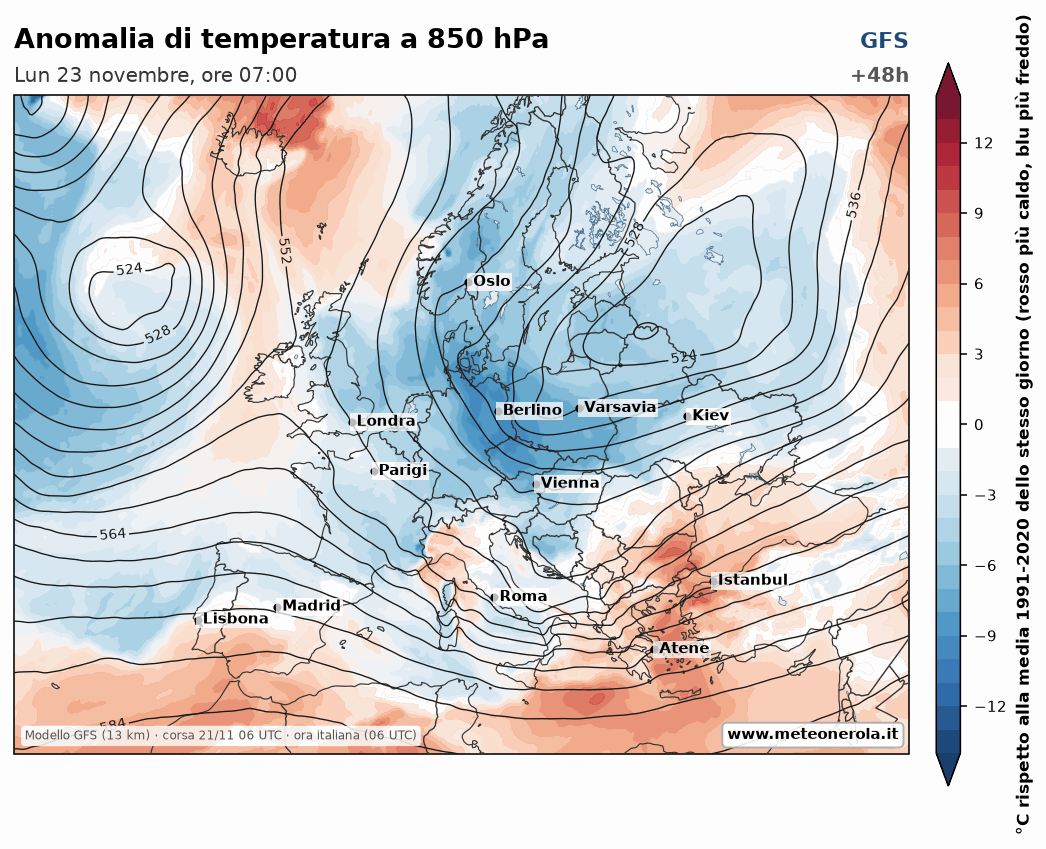 Anomalia di temperatura a 850 hPa
GFS
Lun 23 novembre, ore 07:00
+48h
536
528
552
524
528
524
564
584
Oslo
Berlino
Varsavia
Kiev
Londra
Parigi
Vienna
Istanbul
Roma
Madrid
Lisbona
Atene
Modello GFS (13 km) · corsa 21/11 06 UTC · ora italiana (06 UTC)
www.meteonerola.it
12
9
6
3
0
−3
−6
−9
−12
°C rispetto alla media 1991-2020 dello stesso giorno (rosso più caldo, blu più freddo)